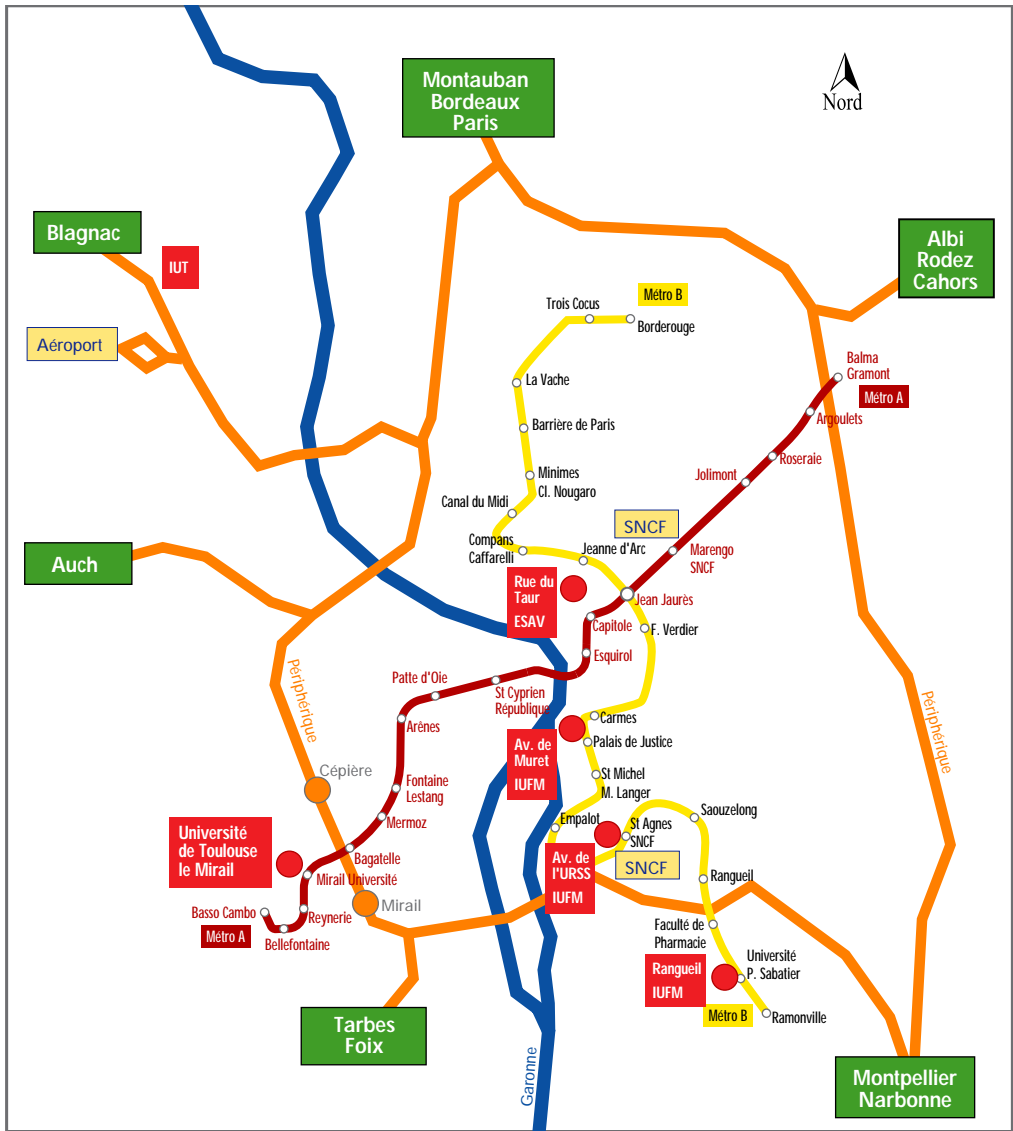 Montauban
Bordeaux
Paris
Nord
Blagnac
IUT
Albi
Rodez
Cahors
Aéroport
Métro B
Trois Cocus
Borderouge
Balma
Gramont
Métro A
La Vache
Argoulets
Barrière de Paris
Roseraie
Minimes
Cl. Nougaro
Jolimont
Canal du Midi
SNCF
Auch
Compans
Caffarelli
Jeanne d'Arc
Marengo
SNCF
Rue du
Taur
ESAV
Jean Jaurès
Capitole
F. Verdier
Esquirol
Périphérique
Patte d'Oie
St Cyprien
République
Périphérique
Arênes
Carmes
Av. de
Muret
IUFM
Palais de Justice
Cépière
Fontaine
Lestang
St Michel
M. Langer
Mermoz
Empalot
St Agnes
SNCF
Saouzelong
Université
de Toulouse
le Mirail
Bagatelle
Av. de
l'URSS
IUFM
SNCF
Mirail Université
Rangueil
Mirail
Basso Cambo
Reynerie
Métro A
Bellefontaine
Faculté de
Pharmacie
Université
P. Sabatier
Rangueil
IUFM
Métro B
Ramonville
Tarbes
Foix
Garonne
Montpellier
Narbonne